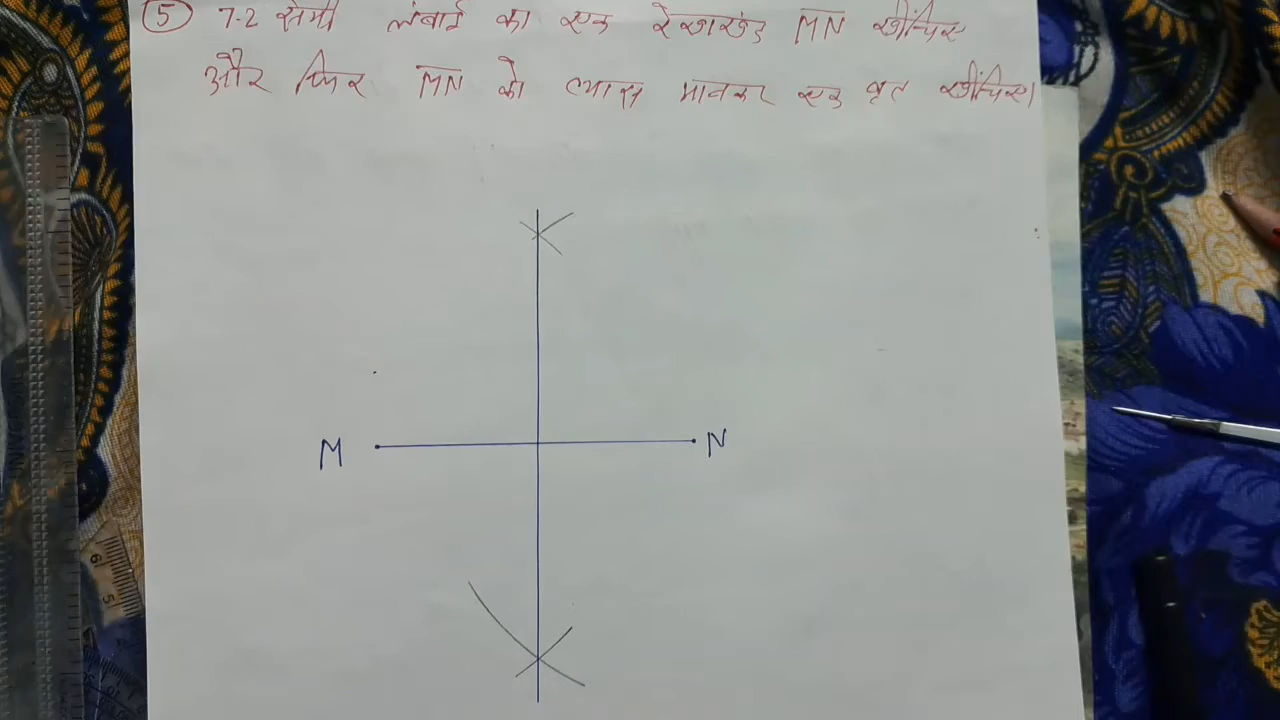 ⑤ 7.2 सेमी लंबाई का एक रेखाखंड MN खींचिए
और फिर MN को व्यास मानकर एक वृत खींचिए।
M N